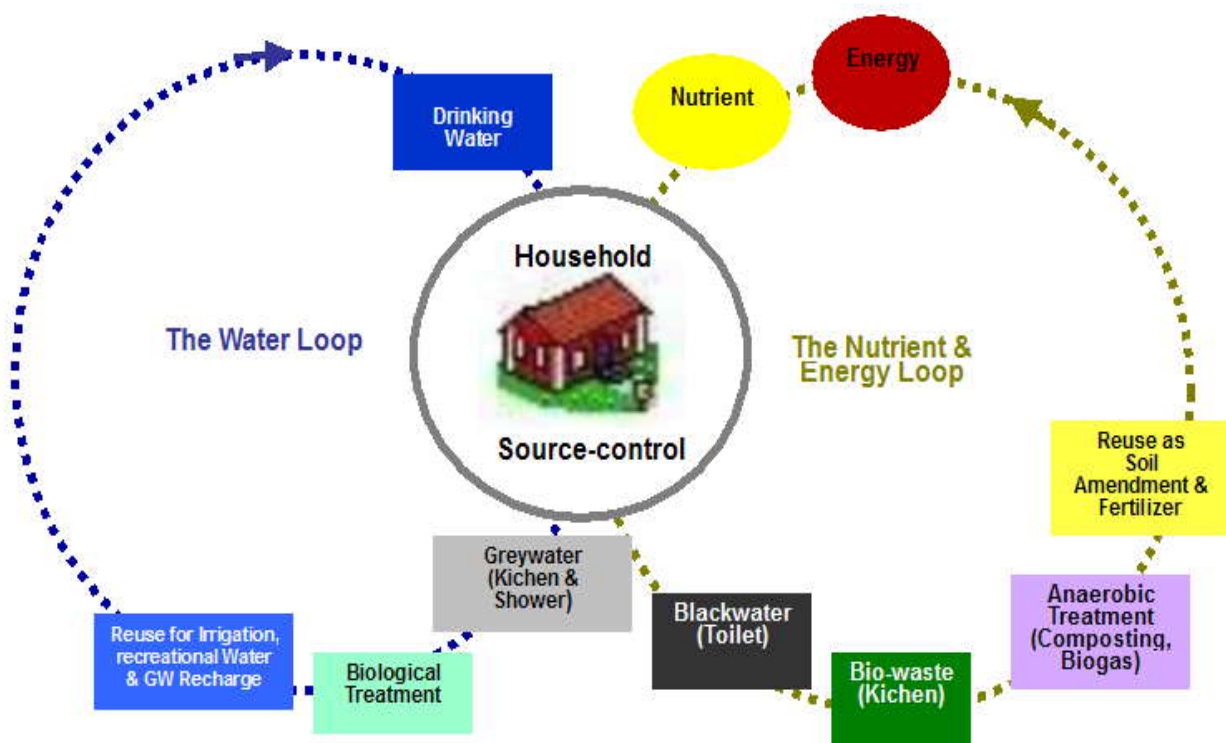 Energy
Nutrient
Drinking
Water
Household
The Water Loop
The Nutrient &
Energy Loop
Source-control
Reuse as
Soil
Amendment &
Fertilizer
Greywater
(Kichen &
Shower)
Blackwater
(Toilet)
Anaerobic
Treatment
(Composting,
Biogas)
Reuse for Irrigation,
recreational Water
& GW Recharge
Biological
Treatment
Bio-waste
(Kichen)